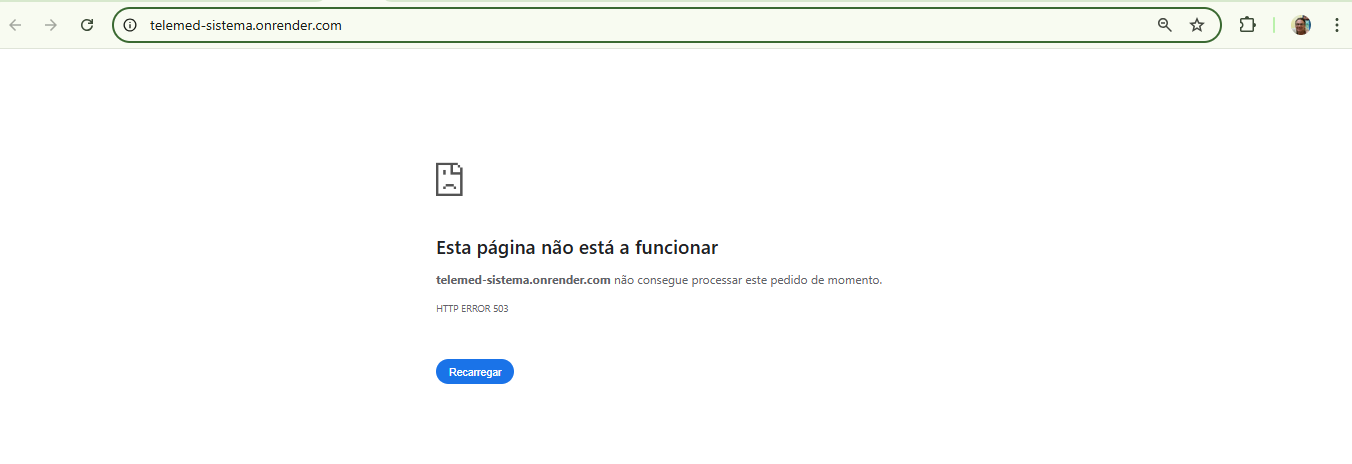 telemed-sistema.onrender.com
Esta página não está a funcionar
telemed-sistema.onrender.com não consegue processar este pedido de momento.
HTTP ERROR 503
Recarregar